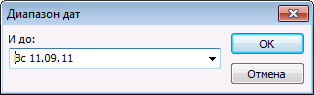 Диапазон дат
И до:
Вс 11.09.11
OK
Отмена